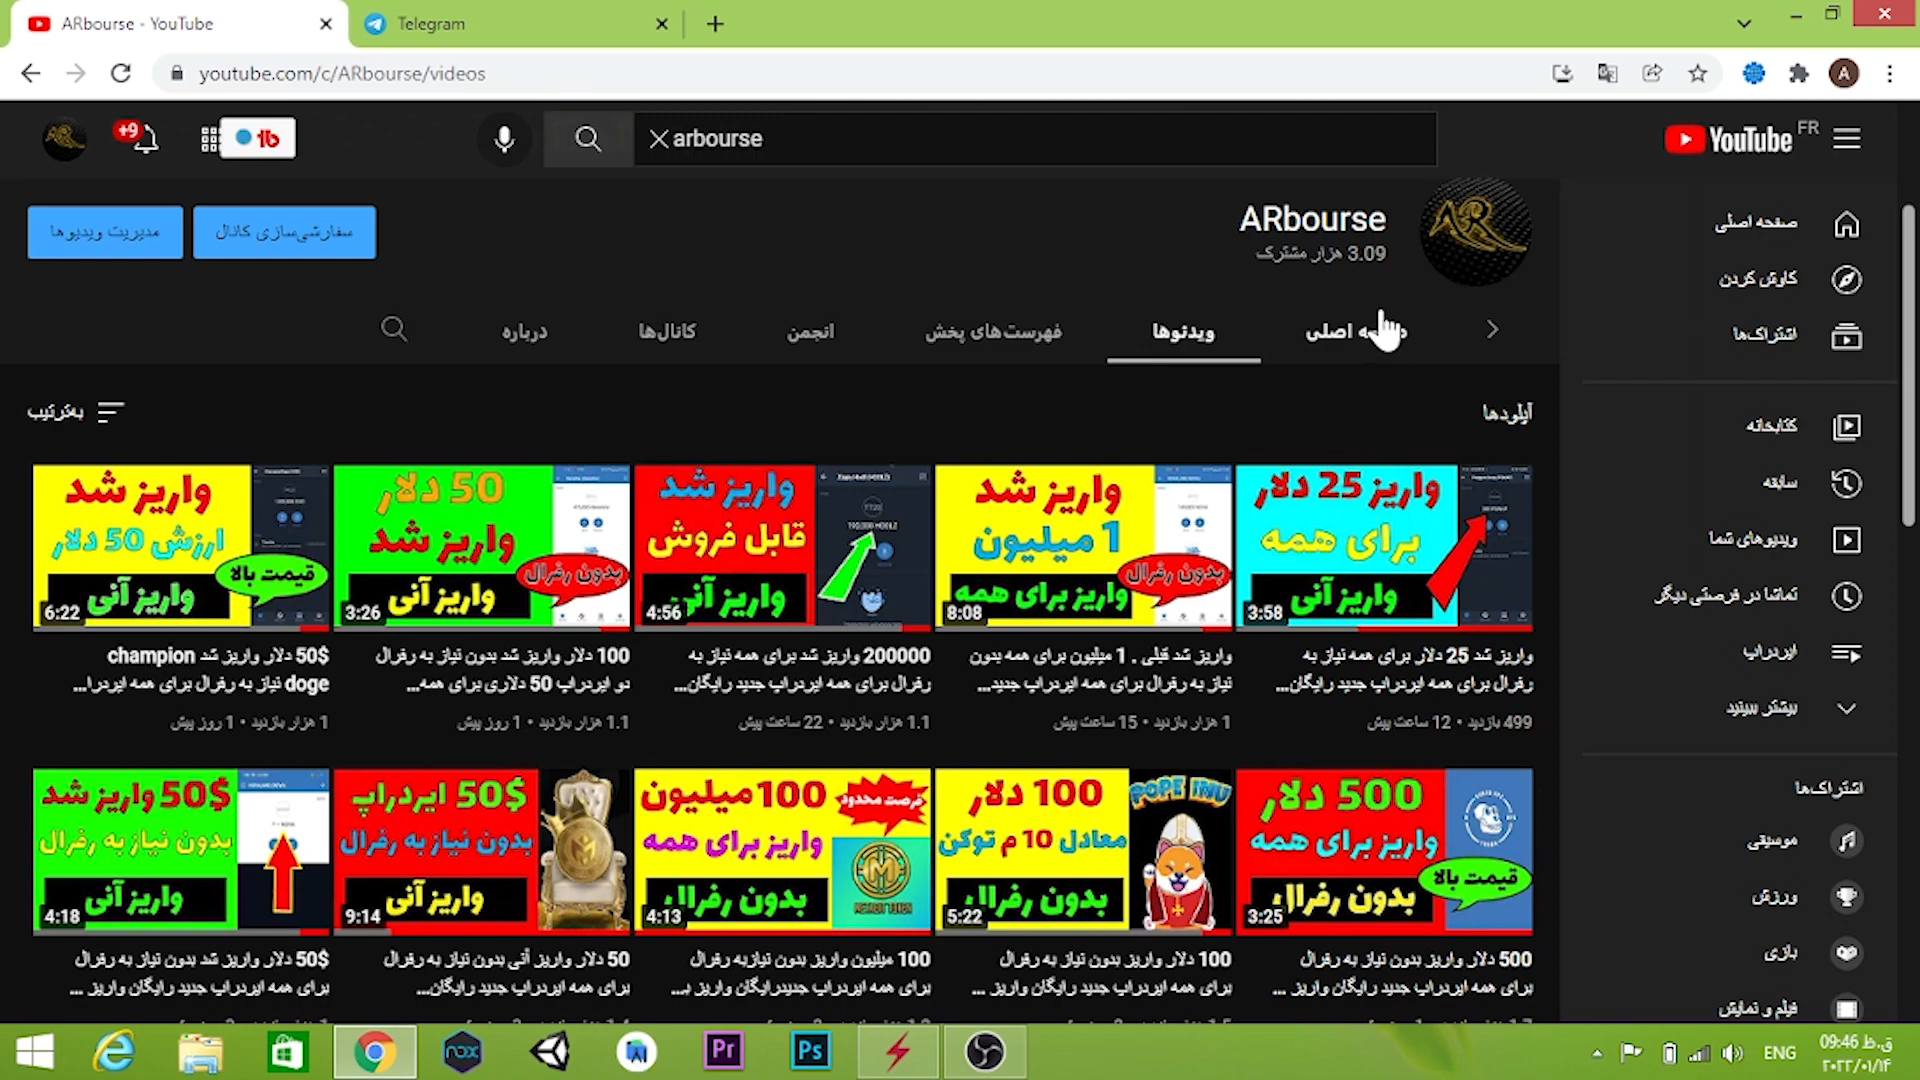 ARbourse - YouTube
Telegram
youtube.com/c/ARbourse/videos
A
9+
arbourse
YouTube FR
ARbourse
3.09 هزار مشترک
سفارشی‌سازی کانال
مدیریت ویدیوها
ویدئوها
فهرست‌های پخش
انجمن
کانال‌ها
درباره
آپلودها
به‌ترتیب
صفحه اصلی
کاوش کردن
اشتراک‌ها
کتابخانه
سابقه
ویدیوهای شما
تماشا در فرصتی دیگر
ایردراپ
بیشتر ببینید
اشتراک‌ها
موسیقی
ورزش
بازی
فیلم و نمایش
واریز 25 دلار
برای همه
واریز آنی
3:58
واریز شد 25 دلار برای همه نیاز به
رفرال برای همه ایردراپ جدید رایگان...
499 بازدید • 12 ساعت پیش
واریز شد
1 میلیون
واریز برای همه
بدون رفرال
8:08
واریز شد قبلی . 1 میلیون برای همه بدون
نیاز به رفرال برای همه ایردراپ جدید...
1 هزار بازدید • 15 ساعت پیش
واریز شد
قابل فروش
واریز آنی
4:56
200000 واریز شد برای همه نیاز به
رفرال برای همه ایردراپ جدید رایگان...
1.1 هزار بازدید • 22 ساعت پیش
50 دلار
واریز شد
بدون رفرال
واریز آنی
3:26
100 دلار واریز شد بدون نیاز به رفرال
دو ایردراپ 50 دلاری برای همه...
1.1 هزار بازدید • 1 روز پیش
واریز شد
ارزش 50 دلار
قیمت بالا
واریز آنی
6:22
50$ دلار واریز شد champion
doge نیاز به رفرال برای همه ایردرا...
1 هزار بازدید • 1 روز پیش
500 دلار
واریز برای همه
قیمت بالا
بدون رفرال
3:25
500 دلار واریز بدون نیاز به رفرال
برای همه ایردراپ جدید رایگان واریز ...
100 دلار
معادل 10 م توکن
بدون رفرال
POPE INU
5:22
100 دلار واریز بدون نیاز به رفرال
برای همه ایردراپ جدید رایگان واریز ...
100 میلیون
فرصت محدود
واریز برای همه
بدون رفرال
4:13
100 میلیون واریز بدون نیازبه رفرال
برای همه ایردراپ جدیدرایگان واریز ب...
50$ ایردراپ
بدون نیاز به رفرال
واریز آنی
9:14
50 دلار واریز آنی بدون نیاز به رفرال
برای همه ایردراپ جدید رایگان...
50$ واریز شد
بدون نیاز به رفرال
واریز آنی
4:18
50$ دلار واریز شد بدون نیاز به رفرال
برای همه ایردراپ جدید رایگان واریز ...
Pr
Ps
ENG
09:46 ق.ظ
۲۰۲۲/۰۱/۱۴